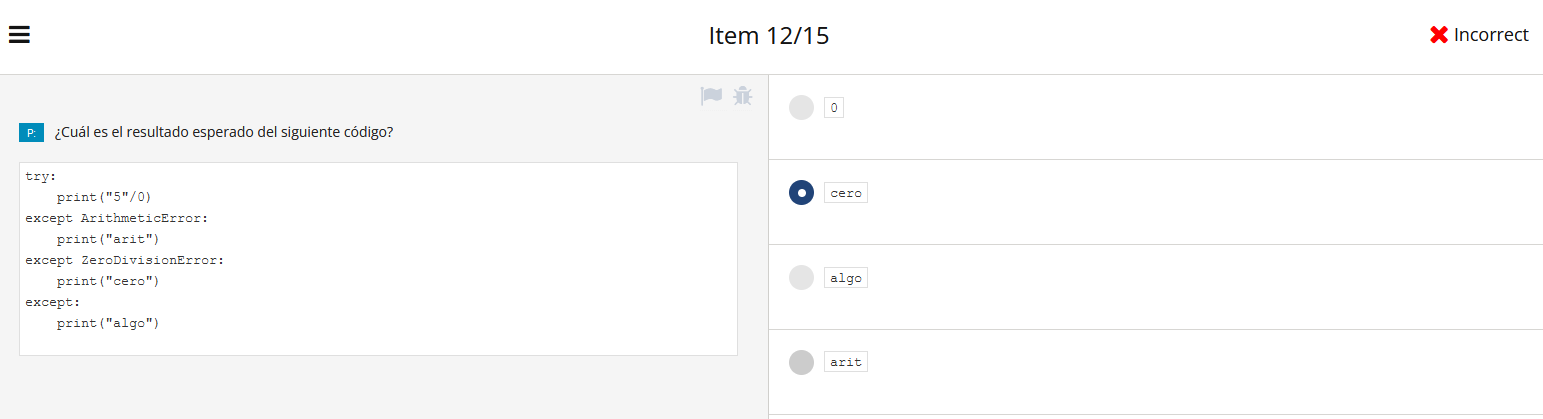 Item 12/15
Incorrect
P: ¿Cuál es el resultado esperado del siguiente código?
try:
    print("5"/0)
except ArithmeticError:
    print("arit")
except ZeroDivisionError:
    print("cero")
except:
    print("algo")
0
cero
algo
arit